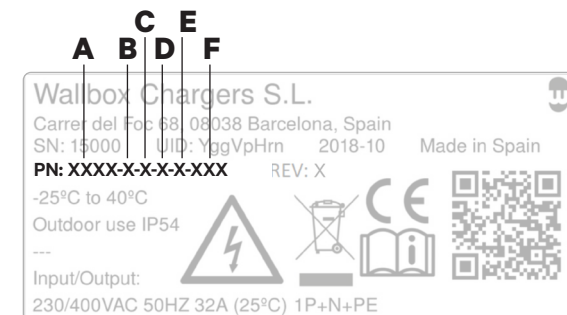 C E
A B D F
Wallbox Chargers S.L.
Carrer del Foc 68, 08038 Barcelona, Spain
SN: 15000 UID: YggVpHrn 2018-10 Made in Spain
PN: XXXX-X-X-X-X-XXX REV: X
-25ºC to 40ºC
Outdoor use IP54
---
Input/Output:
230/400VAC 50HZ 32A (25ºC) 1P+N+PE